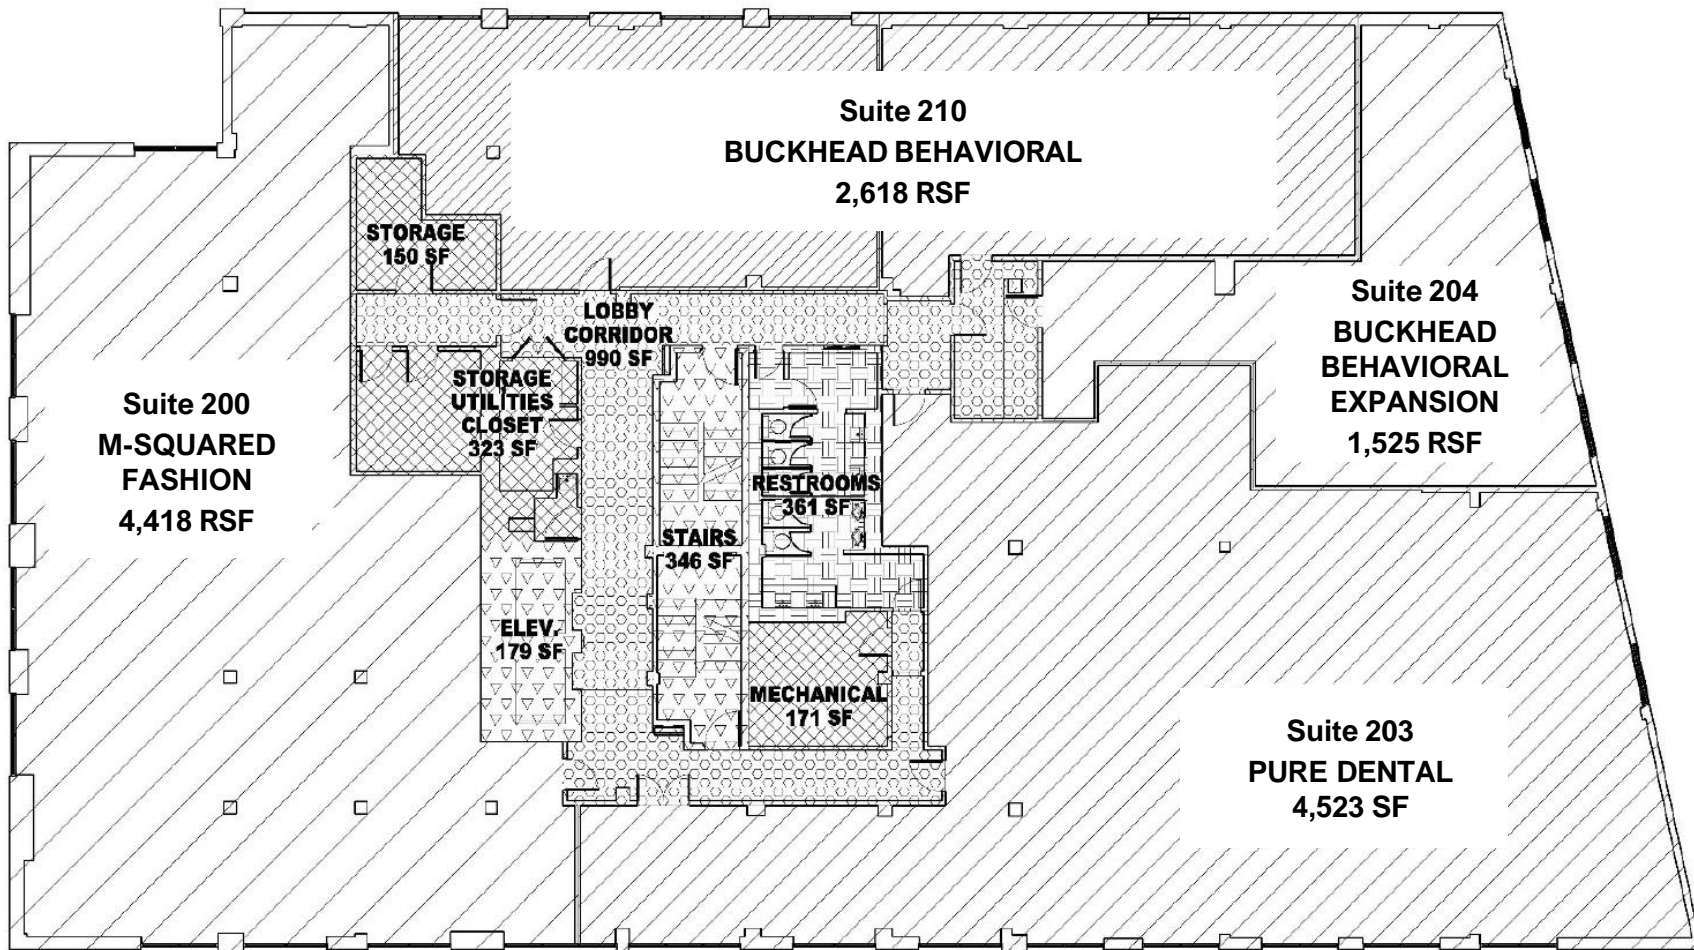 Suite 210
BUCKHEAD BEHAVIORAL
2,618 RSF
STORAGE
150 SF
LOBBY
CORRIDOR
990 SF
Suite 204
BUCKHEAD
BEHAVIORAL
EXPANSION
1,525 RSF
Suite 200
M-SQUARED
FASHION
4,418 RSF
STORAGE
UTILITIES
CLOSET
323 SF
RESTROOMS
361 SF
STAIRS
346 SF
ELEV.
179 SF
MECHANICAL
171 SF
Suite 203
PURE DENTAL
4,523 SF